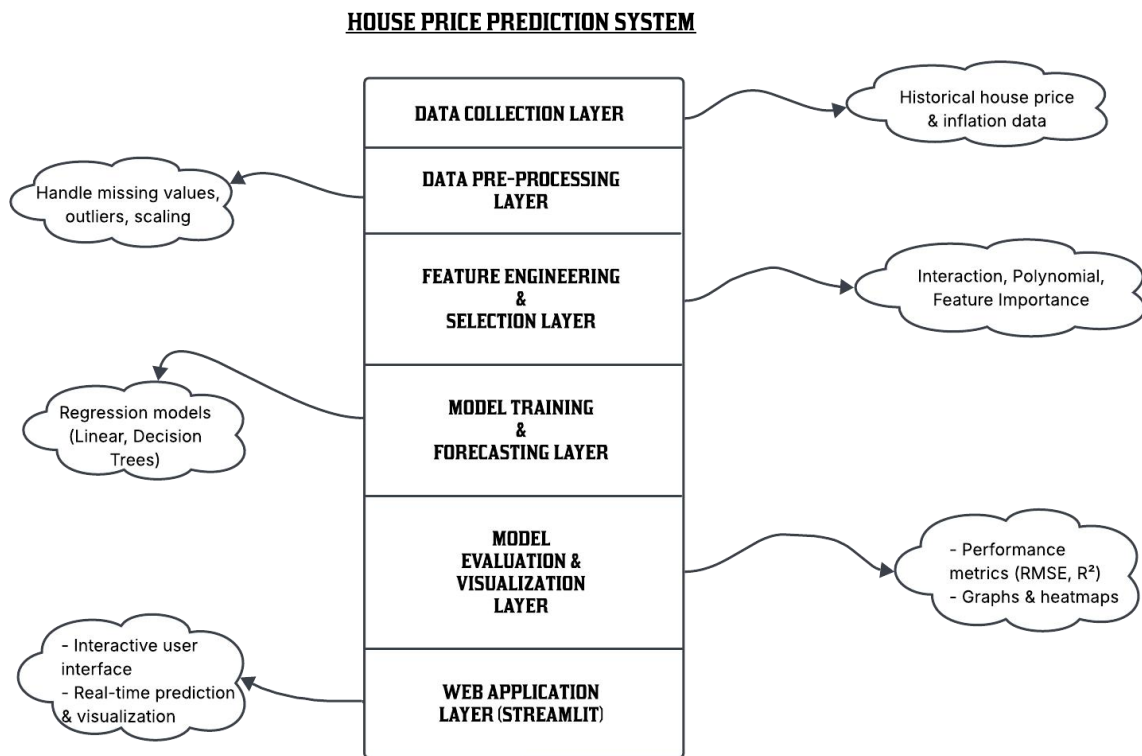 HOUSE PRICE PREDICTION SYSTEM
DATA COLLECTION LAYER
Historical house price
& inflation data
DATA PRE-PROCESSING
LAYER
Handle missing values,
outliers, scaling
FEATURE ENGINEERING
&
SELECTION LAYER
Interaction, Polynomial,
Feature Importance
MODEL TRAINING
&
FORECASTING LAYER
Regression models
(Linear, Decision
Trees)
MODEL
EVALUATION &
VISUALIZATION
LAYER
- Performance
metrics (RMSE, R²)
- Graphs & heatmaps
WEB APPLICATION
LAYER (STREAMLIT)
- Interactive user
interface
- Real-time prediction
& visualization